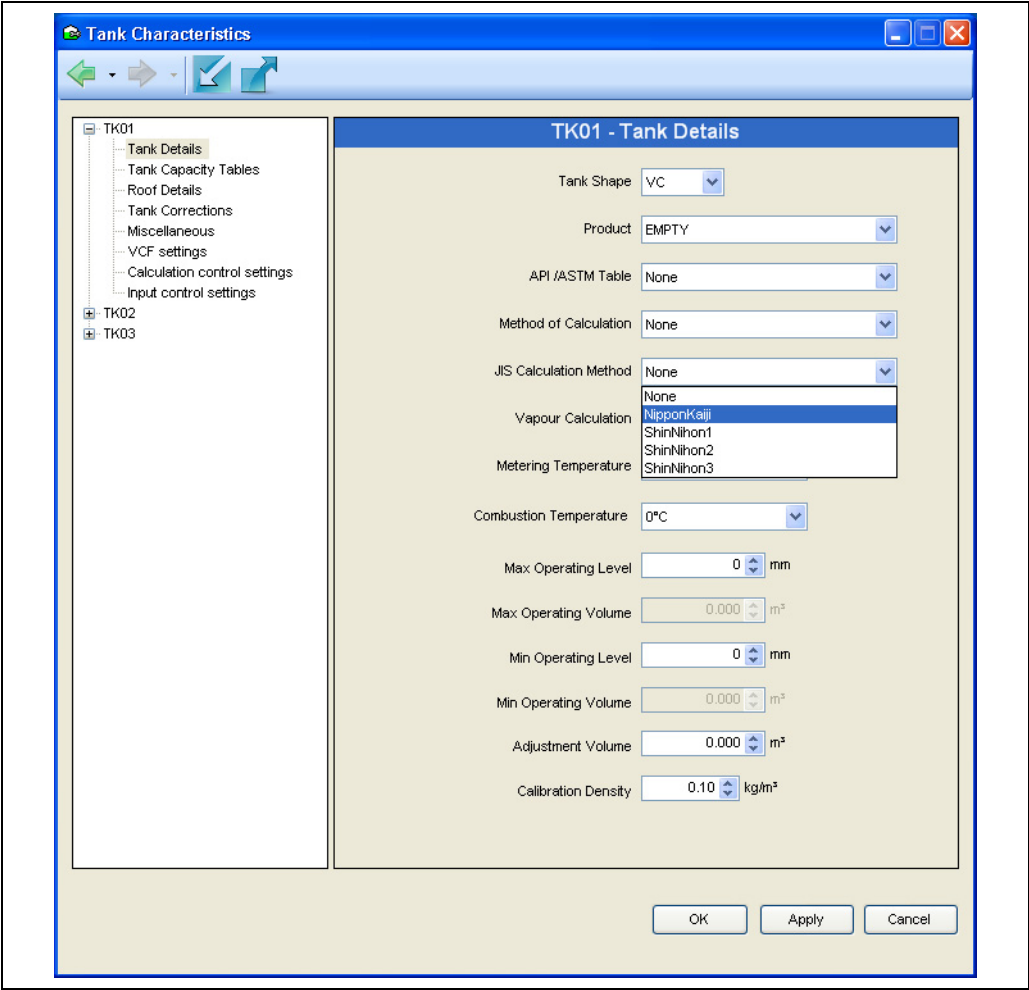 Tank Characteristics
TK01
Tank Details
Tank Capacity Tables
Roof Details
Tank Corrections
Miscellaneous
VCF settings
Calculation control settings
Input control settings
TK02
TK03
TK01 - Tank Details
Tank Shape VC
Product EMPTY
API /ASTM Table None
Method of Calculation None
JIS Calculation Method None
None
NipponKaiji
ShinNihon1
ShinNihon2
ShinNihon3
Vapour Calculation
Metering Temperature
Combustion Temperature 0°C
Max Operating Level 0 mm
Max Operating Volume 0.000 m³
Min Operating Level 0 mm
Min Operating Volume 0.000 m³
Adjustment Volume 0.000 m³
Calibration Density 0.10 kg/m³
OK Apply Cancel